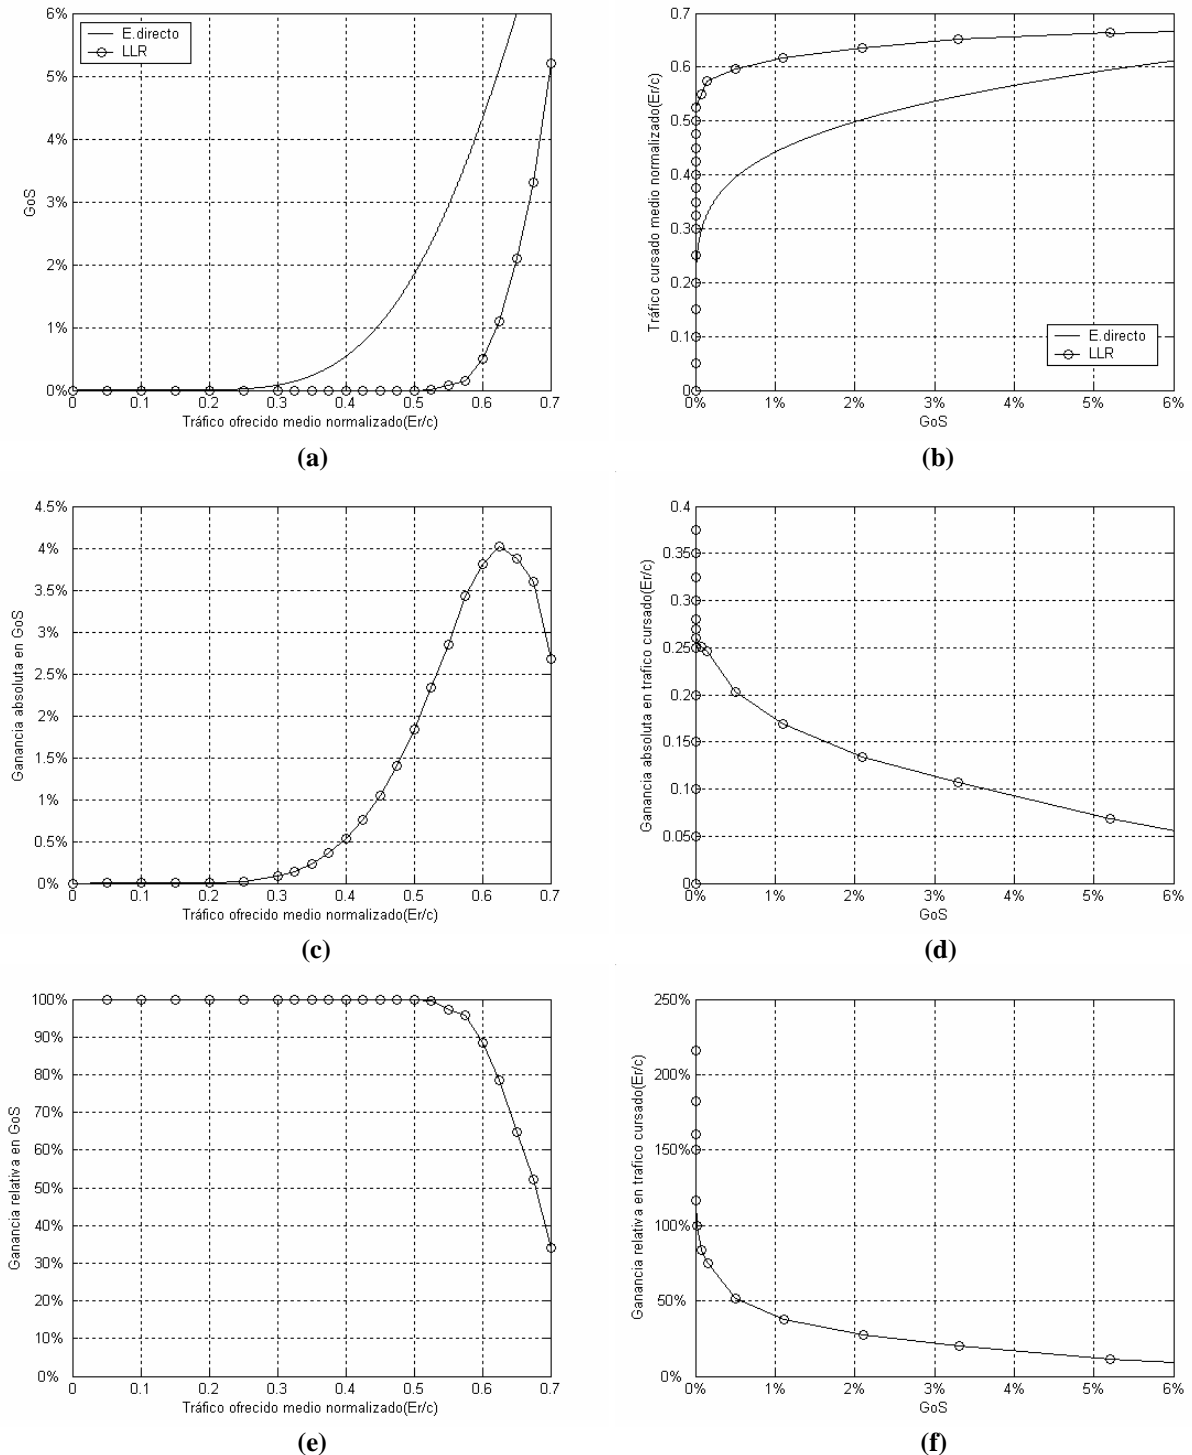 6%
5%
4%
3%
2%
1%
0%
GoS
E.directo
LLR
0 0.1 0.2 0.3 0.4 0.5 0.6 0.7
Tráfico ofrecido medio normalizado(Er/c)
(a)
0.7
0.6
0.5
0.4
0.3
0.2
0.1
0
Tráfico cursado medio normalizado(Er/c)
E.directo
LLR
0% 1% 2% 3% 4% 5% 6%
GoS
(b)
4.5%
4%
3.5%
3%
2.5%
2%
1.5%
1%
0.5%
0%
Ganancia absoluta en GoS
0 0.1 0.2 0.3 0.4 0.5 0.6 0.7
Tráfico ofrecido medio normalizado(Er/c)
(c)
0.4
0.35
0.3
0.25
0.2
0.15
0.1
0.05
0
Ganancia absoluta en trafico cursado(Er/c)
0% 1% 2% 3% 4% 5% 6%
GoS
(d)
100%
90%
80%
70%
60%
50%
40%
30%
20%
10%
0%
Ganancia relativa en GoS
0 0.1 0.2 0.3 0.4 0.5 0.6 0.7
Tráfico ofrecido medio normalizado(Er/c)
(e)
250%
200%
150%
100%
50%
0%
Ganancia relativa en trafico cursado(Er/c)
0% 1% 2% 3% 4% 5% 6%
GoS
(f)